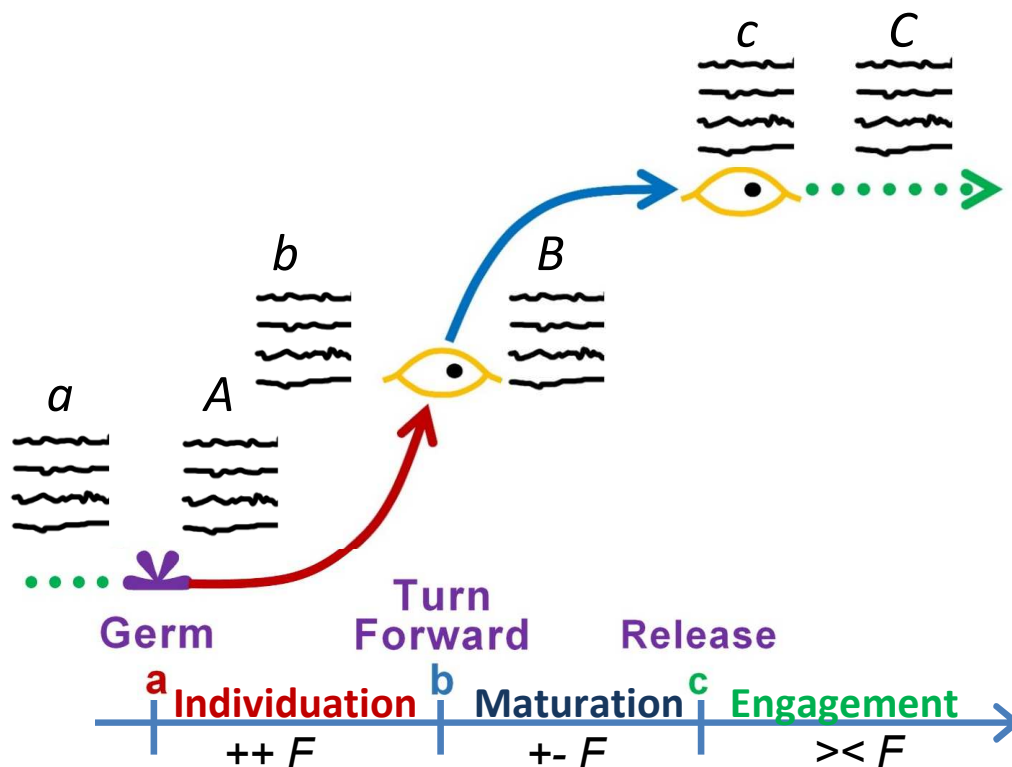 c C
b B
a A
Turn
Forward
Germ
Release
a b c
Individuation Maturation Engagement
++ F +- F >< F